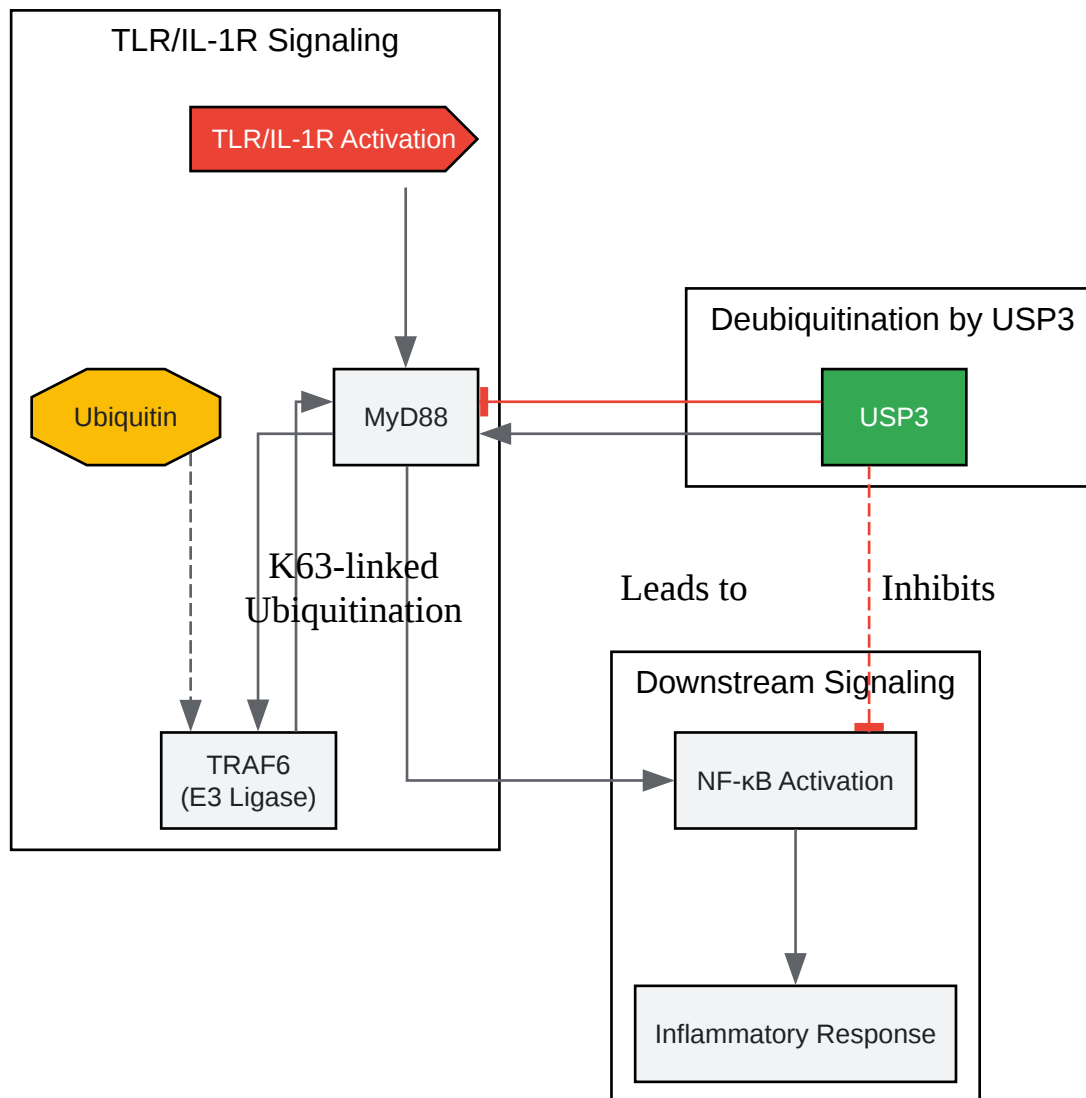 TLR/IL-1R Signaling
TLR/IL-1R Activation
Deubiquitination by USP3
Ubiquitin
MyD88
USP3
K63-linked
Ubiquitination
Leads to
Inhibits
Downstream Signaling
TRAF6
(E3 Ligase)
NF-κB Activation
Inflammatory Response